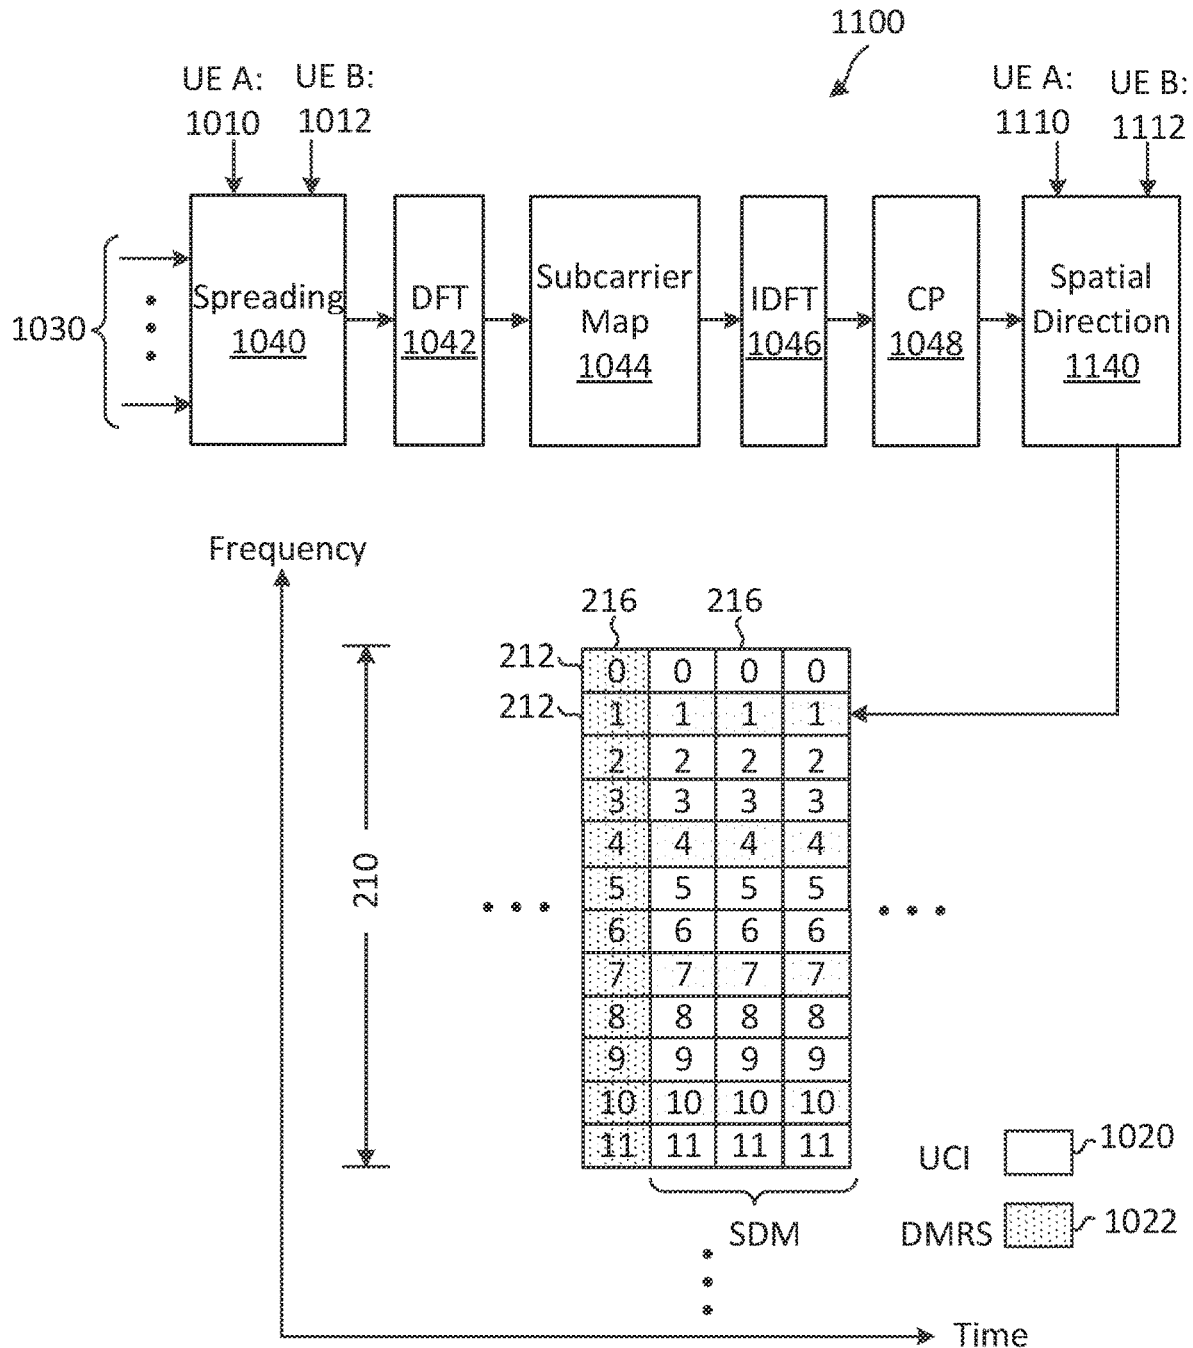 1100
UE A:
1010
UE B:
1012
UE A:
1110
UE B:
1112
1030
Spreading
1040
DFT
1042
Subcarrier
Map
1044
IDFT
1046
CP
1048
Spatial
Direction
1140
Frequency
216 216
212
212
210
0 0 0 0
1 1 1 1
2 2 2 2
3 3 3 3
4 4 4 4
5 5 5 5
6 6 6 6
7 7 7 7
8 8 8 8
9 9 9 9
10 10 10 10
11 11 11 11
SDM
UCI 1020
DMRS 1022
Time